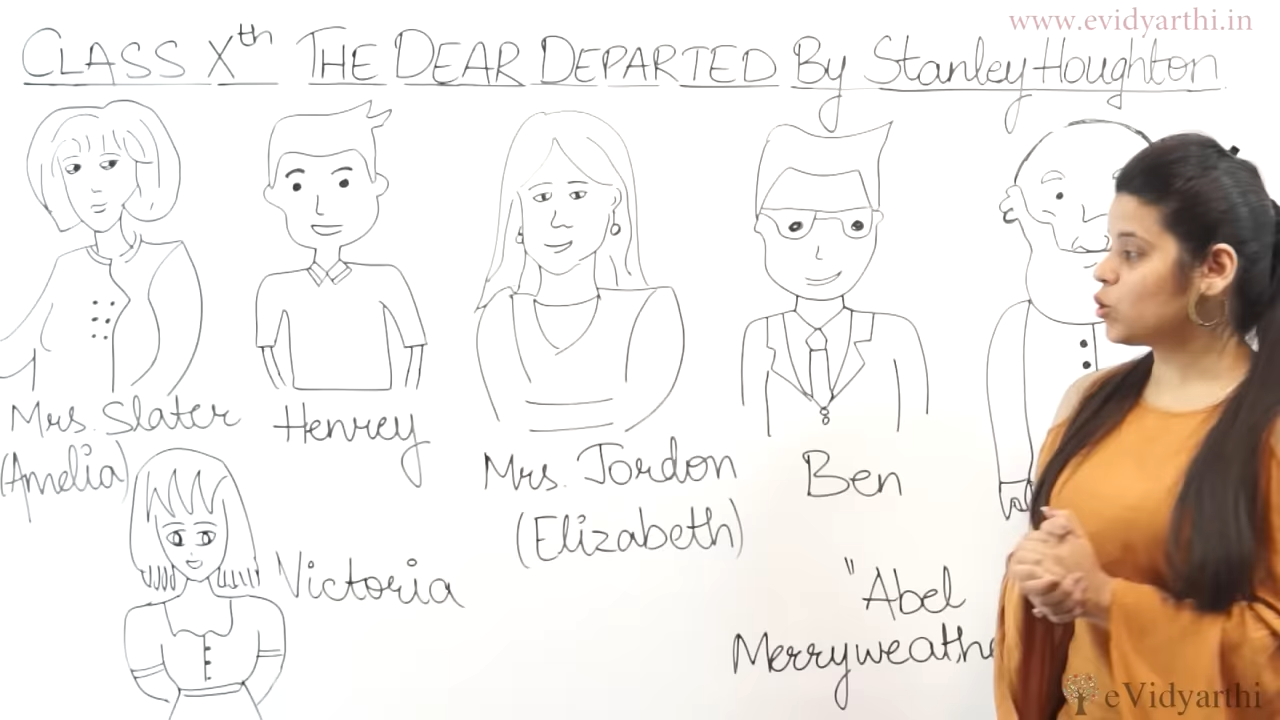 www.evidyarthi.in
CLASS Xth THE DEAR DEPARTED By Stanley Houghton
Mrs. Slater
(Amelia)
Henrey
Mrs. Jordon
(Elizabeth)
Ben
Victoria
"Abel
Merryweathe
eVidyarthi